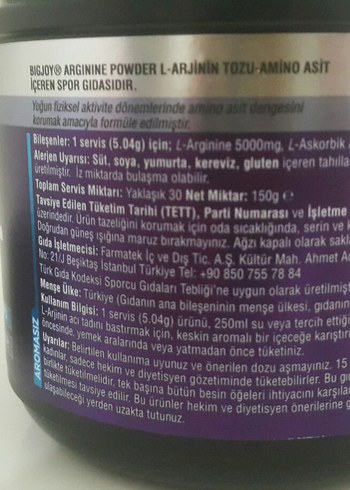 BIGJOY® ARGININE POWDER L-ARJİNİN TOZU-AMİNO ASİT
İÇEREN SPOR GIDASIDIR.
Yoğun fiziksel aktivite dönemlerinde amino asit dengesini
korumak amacıyla formüle edilmiştir.
Bileşenler: 1 servis (5.04g) için; L-Arginine 5000mg, L-Askorbik
Alerjen Uyarısı: Süt, soya, yumurta, kereviz, gluten içeren tahılla
üretilmiştir. İz miktarda bulaşma olabilir.
Toplam Servis Miktarı: Yaklaşık 30 Net Miktar: 150g ℮
Tavsiye Edilen Tüketim Tarihi (TETT), Parti Numarası ve İşletme
üzerindedir. Ürün tazeliğini korumak için oda sıcaklığında, serin ve
Doğrudan güneş ışığına maruz bırakmayınız. Ağzı kapalı olarak sakl
Gıda İşletmecisi: Farmatek İç ve Dış Tic. A.Ş. Kültür Mah. Ahmet
No: 21/J Beşiktaş İstanbul Türkiye Tel: +90 850 755 78 84
Türk Gıda Kodeksi Sporcu Gıdaları Tebliği'ne uygun olarak üretilmişt
Menşe Ülke: Türkiye (Gıdanın ana bileşeninin menşe ülkesi, gıdanın
Kullanım Bilgisi: 1 servis (5.04g) ürünü, 250ml su veya tercih ettiği
L-Arjinin acı tadını bastırmak için, keskin aromalı bir içeceğe karıştır
öncesinde, yemek aralarında veya yatmadan önce tüketiniz.
Uyarılar: Belirtilen kullanıma uyunuz ve önerilen dozu aşmayınız. 15
kadınlar, sadece hekim ve diyetisyen gözetiminde tüketebilirler. Bu
birlikte tüketilmelidir, tek başına bütün besin öğeleri ihtiyacını karşıla
tüketilmesi tavsiye edilir. Bu ürünler hekim ve diyetisyen önerilerine
ulaşabileceği yerden uzakta tutunuz.
AROMASIZ